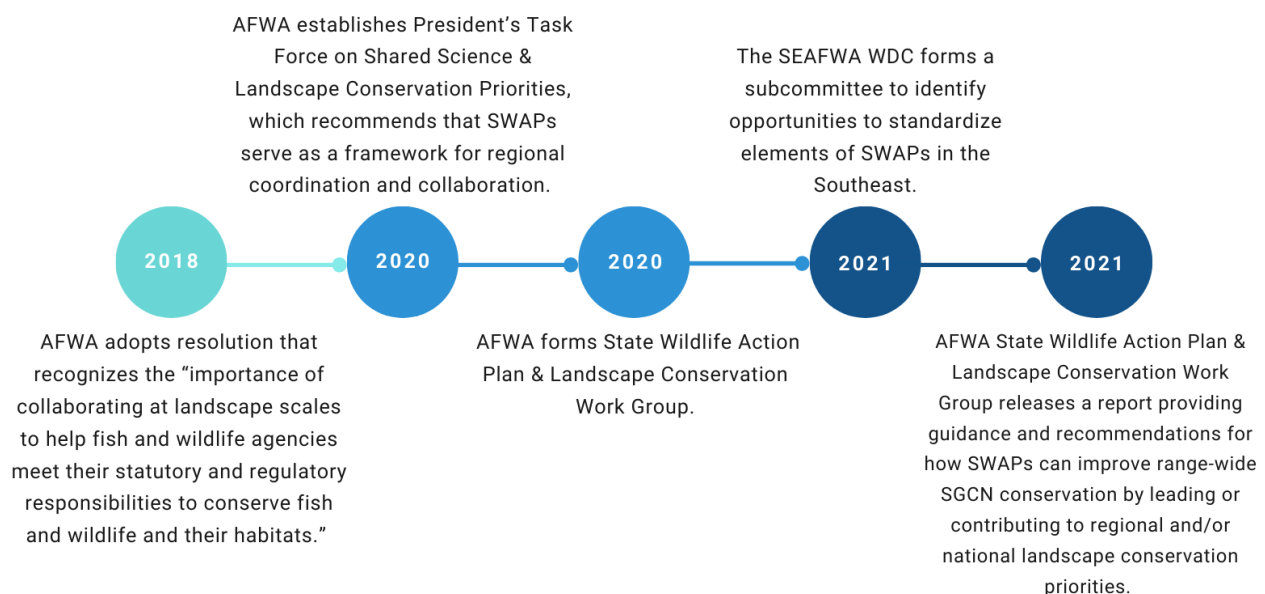 AFWA establishes President’s Task
Force on Shared Science &
Landscape Conservation Priorities,
which recommends that SWAPs
serve as a framework for regional
coordination and collaboration.
The SEAFWA WDC forms a
subcommittee to identify
opportunities to standardize
elements of SWAPs in the
Southeast.
2018
2020
2020
2021
2021
AFWA adopts resolution that
recognizes the “importance of
collaborating at landscape scales
to help fish and wildlife agencies
meet their statutory and regulatory
responsibilities to conserve fish
and wildlife and their habitats.”
AFWA forms State Wildlife Action
Plan & Landscape Conservation
Work Group.
AFWA State Wildlife Action Plan &
Landscape Conservation Work
Group releases a report providing
guidance and recommendations for
how SWAPs can improve range-wide
SGCN conservation by leading or
contributing to regional and/or
national landscape conservation
priorities.